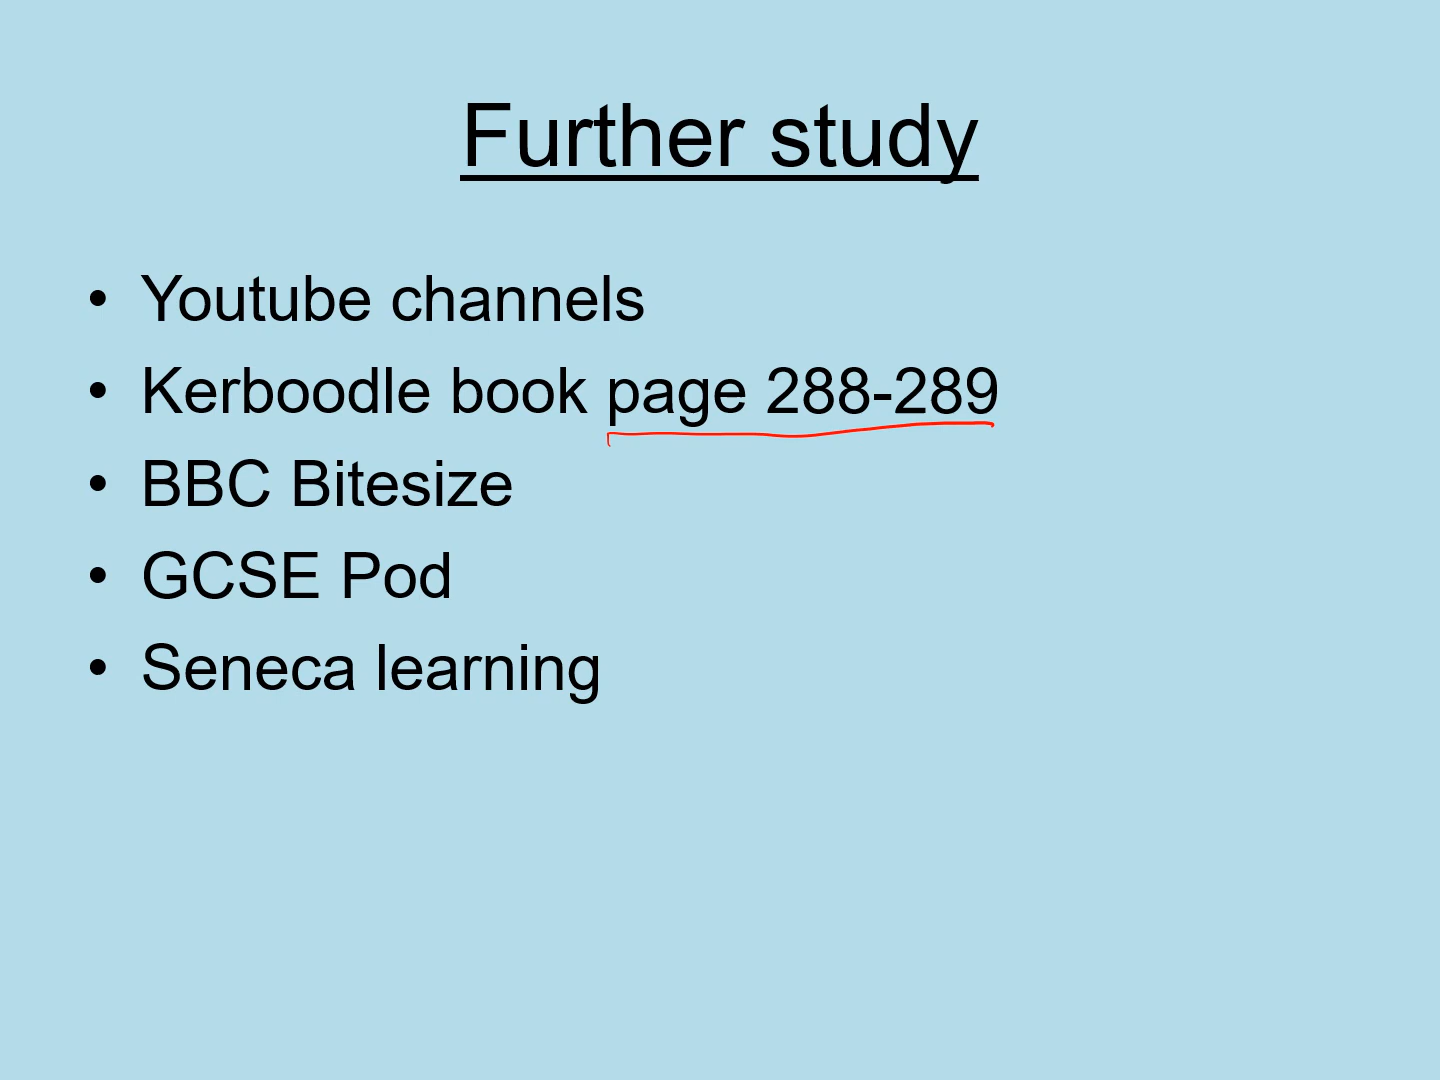 Further study
• Youtube channels
• Kerboodle book page 288-289
• BBC Bitesize
• GCSE Pod
• Seneca learning